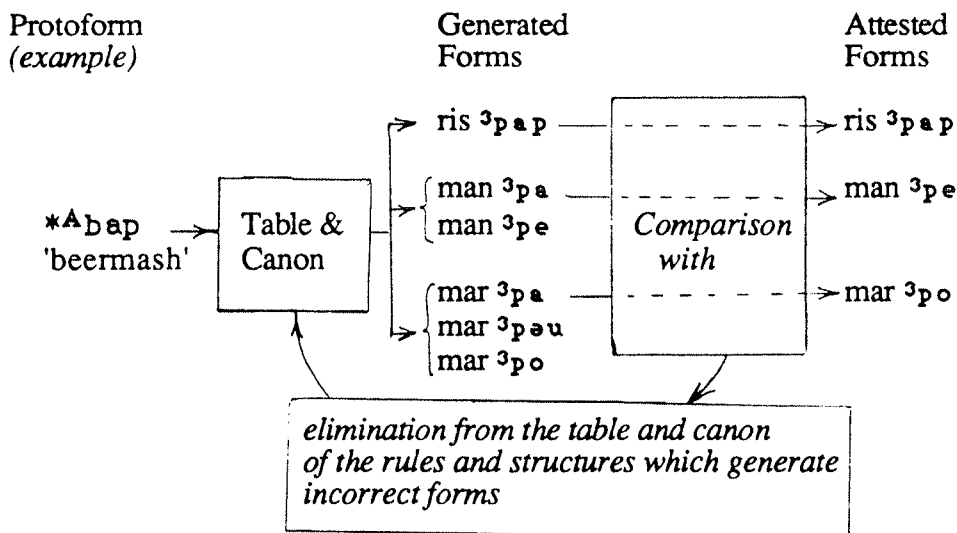 Protoform
(example)
Generated
Forms
Attested
Forms
*ᴬbap
'beermash'
Table &
Canon
ris ³pap
man ³pa
man ³pe
mar ³pa
mar ³pəu
mar ³po
Comparison
with
ris ³pap
man ³pe
mar ³po
elimination from the table and canon
of the rules and structures which generate
incorrect forms